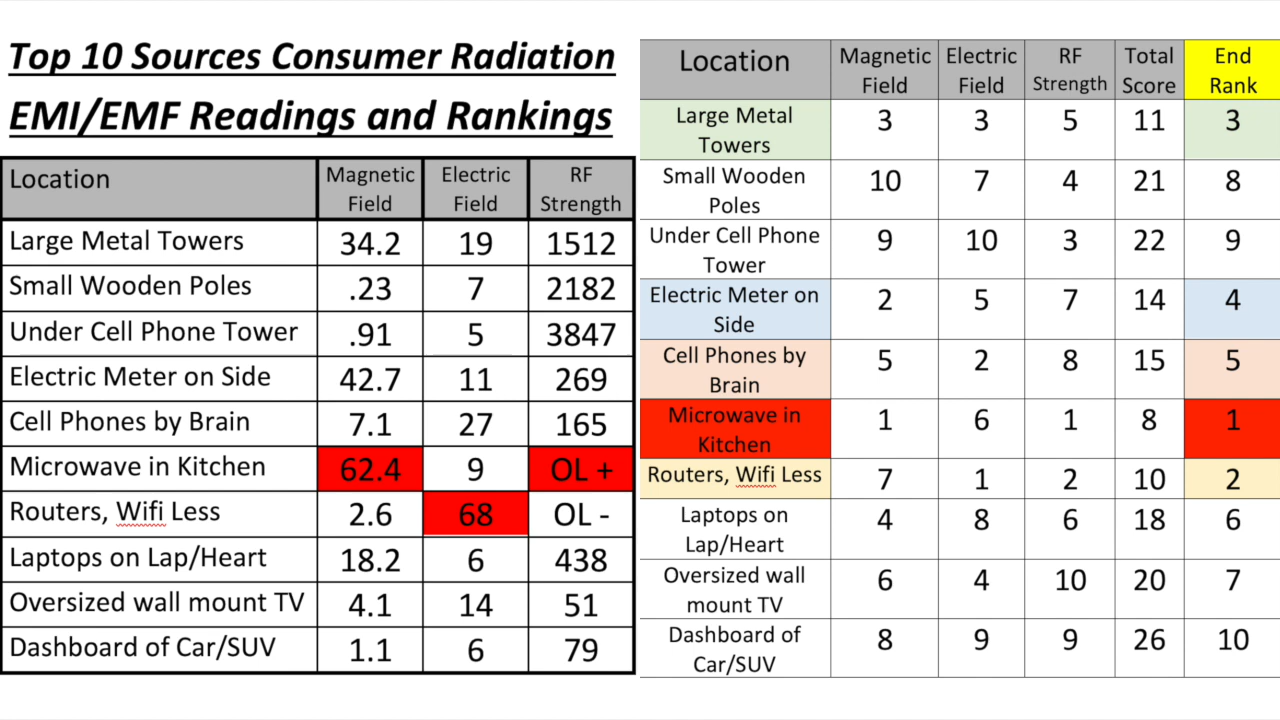 Top 10 Sources Consumer Radiation
EMI/EMF Readings and Rankings
Location Magnetic Field Electric Field RF Strength
Large Metal Towers 34.2 19 1512
Small Wooden Poles .23 7 2182
Under Cell Phone Tower .91 5 3847
Electric Meter on Side 42.7 11 269
Cell Phones by Brain 7.1 27 165
Microwave in Kitchen 62.4 9 OL +
Routers, Wifi Less 2.6 68 OL -
Laptops on Lap/Heart 18.2 6 438
Oversized wall mount TV 4.1 14 51
Dashboard of Car/SUV 1.1 6 79
Location Magnetic Field Electric Field RF Strength Total Score End Rank
Large Metal Towers 3 3 5 11 3
Small Wooden Poles 10 7 4 21 8
Under Cell Phone Tower 9 10 3 22 9
Electric Meter on Side 2 5 7 14 4
Cell Phones by Brain 5 2 8 15 5
Microwave in Kitchen 1 6 1 8 1
Routers, Wifi Less 7 1 2 10 2
Laptops on Lap/Heart 4 8 6 18 6
Oversized wall mount TV 6 4 10 20 7
Dashboard of Car/SUV 8 9 9 26 10